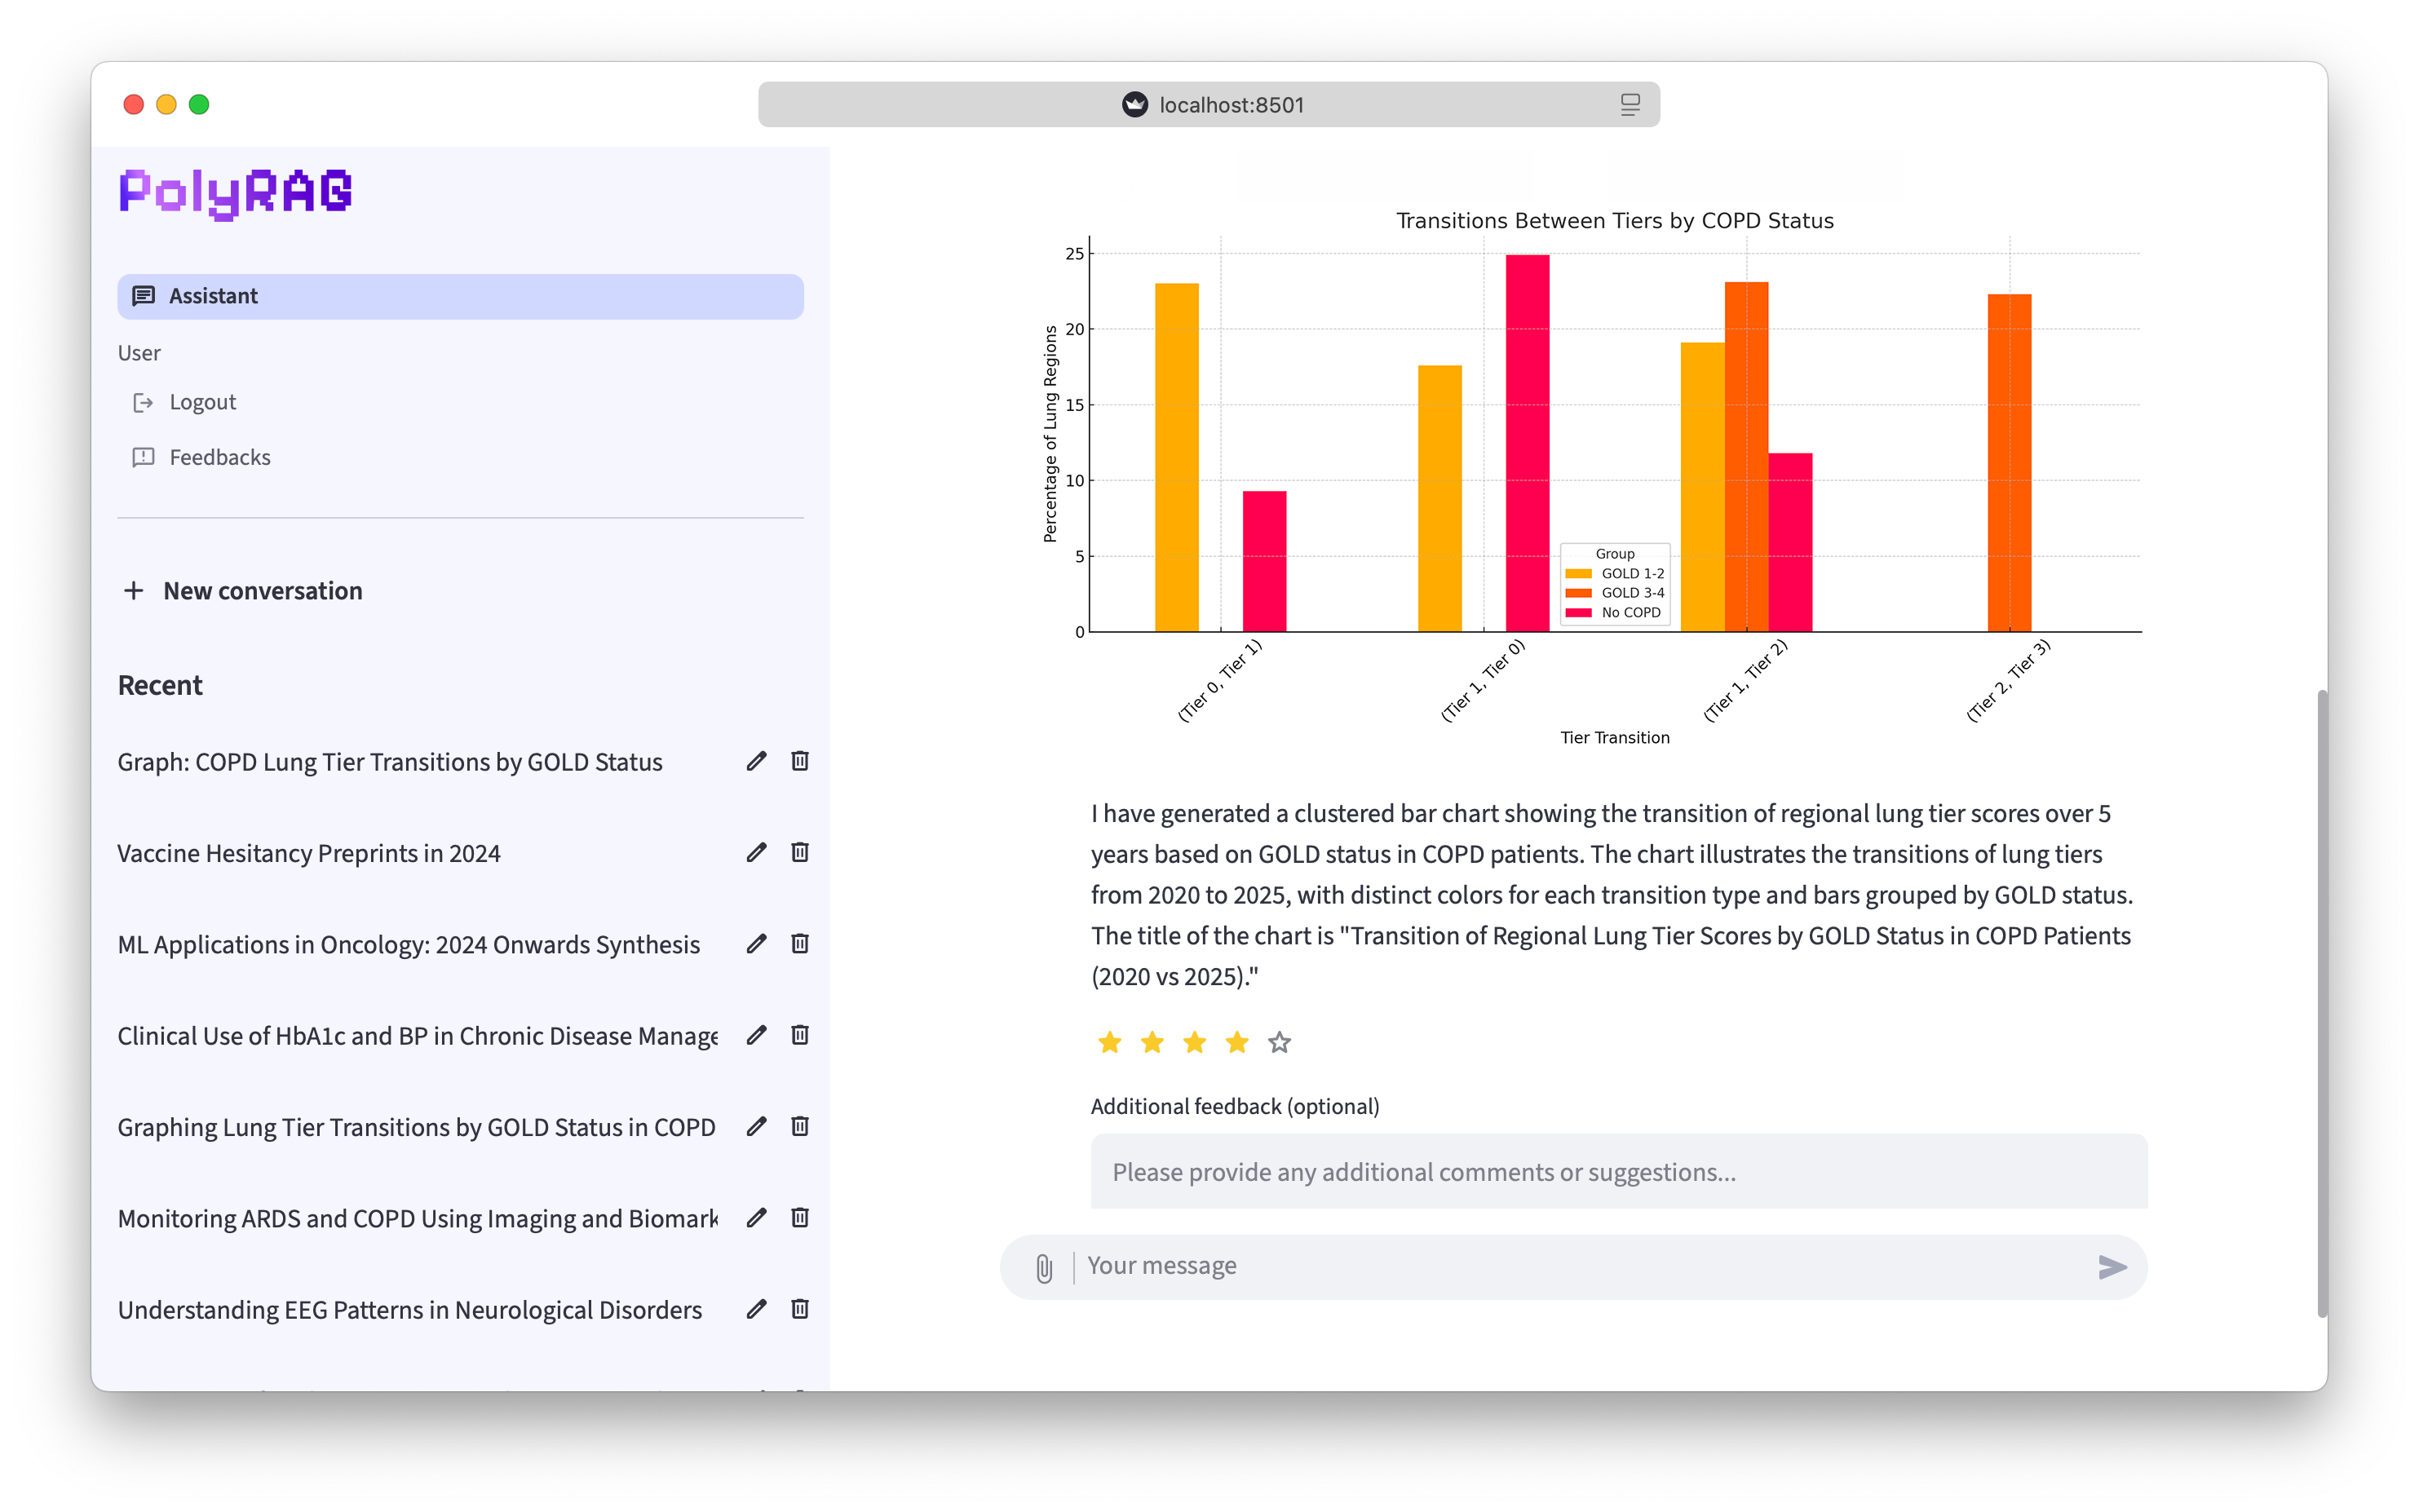 localhost:8501
PolyRAG
Assistant
User
Logout
Feedbacks
New conversation
Recent
Graph: COPD Lung Tier Transitions by GOLD Status
Vaccine Hesitancy Preprints in 2024
ML Applications in Oncology: 2024 Onwards Synthesis
Clinical Use of HbA1c and BP in Chronic Disease Manage
Graphing Lung Tier Transitions by GOLD Status in COPD
Monitoring ARDS and COPD Using Imaging and Biomark
Understanding EEG Patterns in Neurological Disorders
Transitions Between Tiers by COPD Status
Percentage of Lung Regions
25
20
15
10
5
0
Group
GOLD 1-2
GOLD 3-4
No COPD
(Tier 0, Tier 1)
(Tier 1, Tier 0)
(Tier 1, Tier 2)
(Tier 2, Tier 3)
Tier Transition
I have generated a clustered bar chart showing the transition of regional lung tier scores over 5
years based on GOLD status in COPD patients. The chart illustrates the transitions of lung tiers
from 2020 to 2025, with distinct colors for each transition type and bars grouped by GOLD status.
The title of the chart is "Transition of Regional Lung Tier Scores by GOLD Status in COPD Patients
(2020 vs 2025)."
Additional feedback (optional)
Please provide any additional comments or suggestions...
Your message